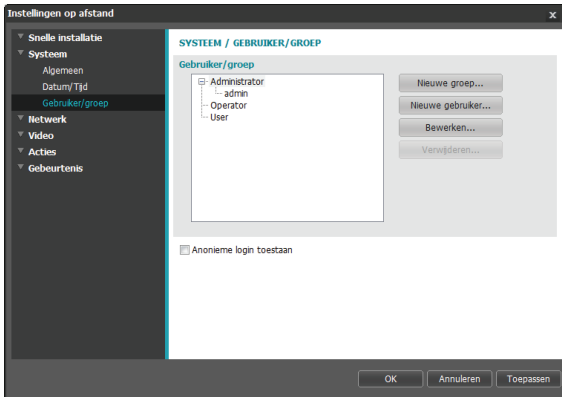 Instellingen op afstand
x
Snelle installatie
Systeem
Algemeen
Datum/Tijd
Gebruiker/groep
Netwerk
Video
Acties
Gebeurtenis
SYSTEEM / GEBRUIKER/GROEP
Gebruiker/groep
Administrator
admin
Operator
User
Nieuwe groep...
Nieuwe gebruiker...
Bewerken...
Verwijderen...
Anonieme login toestaan
OK
Annuleren
Toepassen